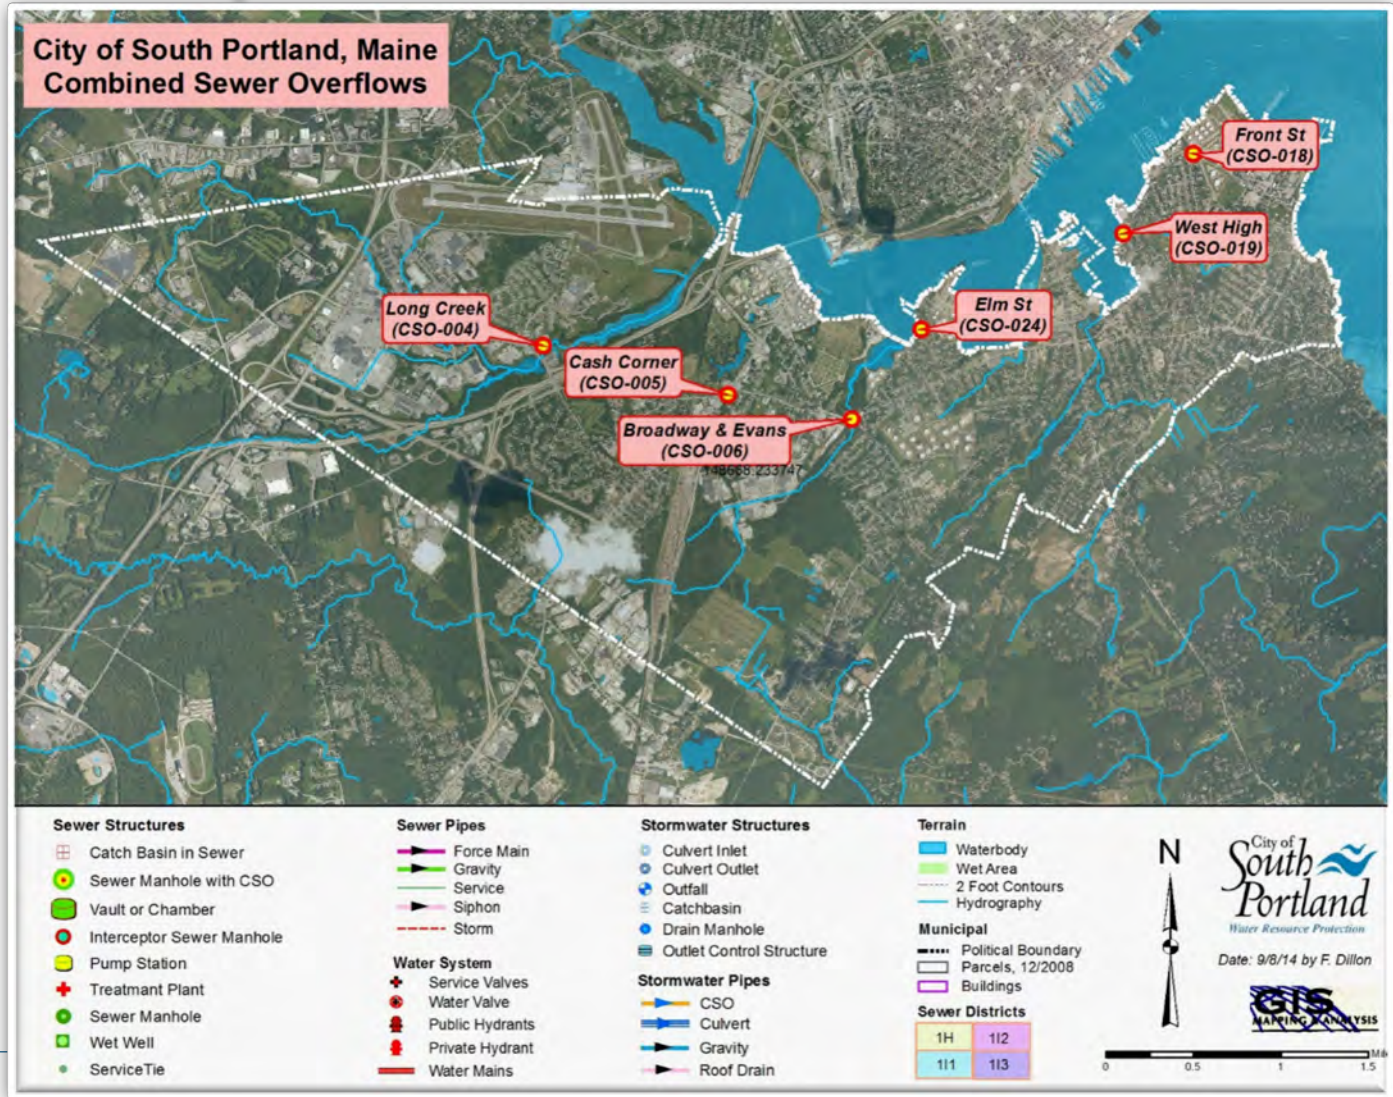 City of South Portland, Maine
Combined Sewer Overflows
Front St
(CSO-018)
West High
(CSO-019)
Elm St
(CSO-024)
Long Creek
(CSO-004)
Cash Corner
(CSO-005)
Broadway & Evans
(CSO-006)
Sewer Structures
Catch Basin in Sewer
Sewer Manhole with CSO
Vault or Chamber
Interceptor Sewer Manhole
Pump Station
Treatmant Plant
Sewer Manhole
Wet Well
ServiceTie
Sewer Pipes
Force Main
Gravity
Service
Siphon
Storm
Water System
Service Valves
Water Valve
Public Hydrants
Private Hydrant
Water Mains
Stormwater Structures
Culvert Inlet
Culvert Outlet
Outfall
Catchbasin
Drain Manhole
Outlet Control Structure
Stormwater Pipes
CSO
Culvert
Gravity
Roof Drain
Terrain
Waterbody
Wet Area
2 Foot Contours
Hydrography
Municipal
Political Boundary
Parcels, 12/2008
Buildings
Sewer Districts
1H 1I2
1I1 1I3
N
City of
South
Portland
Water Resource Protection
Date: 9/8/14 by F. Dillon
GIS
MAPPING & ANALYSIS
0 0.5 1 1.5